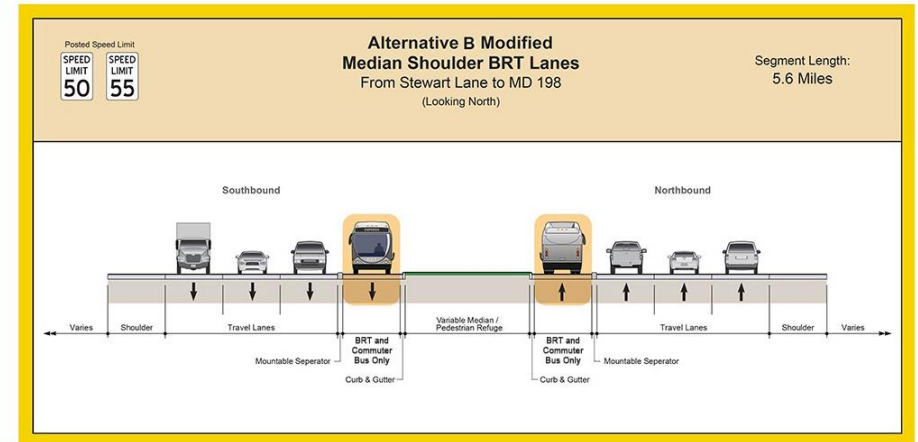 Posted Speed Limit
SPEED
LIMIT
50
SPEED
LIMIT
55
Alternative B Modified
Median Shoulder BRT Lanes
From Stewart Lane to MD 198
(Looking North)
Segment Length:
5.6 Miles
Southbound
Northbound
Varies
Shoulder
Travel Lanes
BRT and
Commuter
Bus Only
Variable Median /
Pedestrian Refuge
BRT and
Commuter
Bus Only
Travel Lanes
Shoulder
Varies
Mountable Seperator
Mountable Seperator
Curb & Gutter
Curb & Gutter